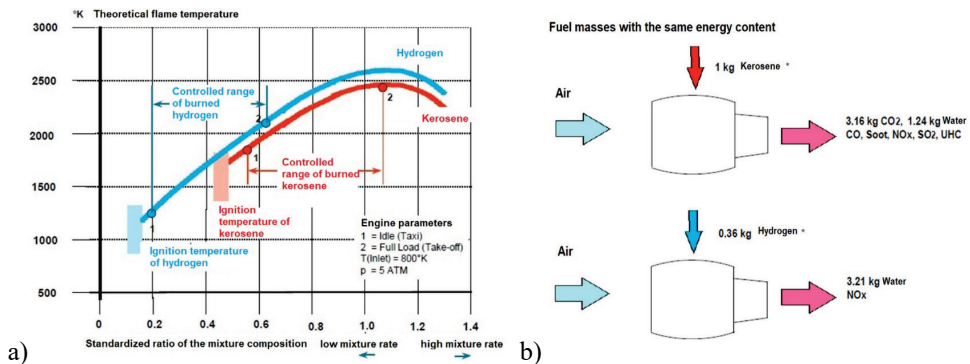 °K Theoretical flame temperature
3000
2500
2000
1500
1000
500
Hydrogen
Kerosene
Controlled range
of burned
hydrogen
2
2
1
1
Controlled
range of burned
kerosene
Ignition
temperature of
kerosene
Ignition temperature
of hydrogen
Engine parameters
1 = Idle (Taxi)
2 = Full Load (Take-off)
T(Inlet) = 800°K
p = 5 ATM
0 0.2 0.4 0.6 0.8 1.0 1.2 1.4
Standardized ratio of the mixture composition low mixture rate high mixture rate
a)
b)
Fuel masses with the same energy content
1 kg Kerosene *
Air
3.16 kg CO2, 1.24 kg Water
CO, Soot, NOx, SO2, UHC
0.36 kg Hydrogen *
Air
3.21 kg Water
NOx